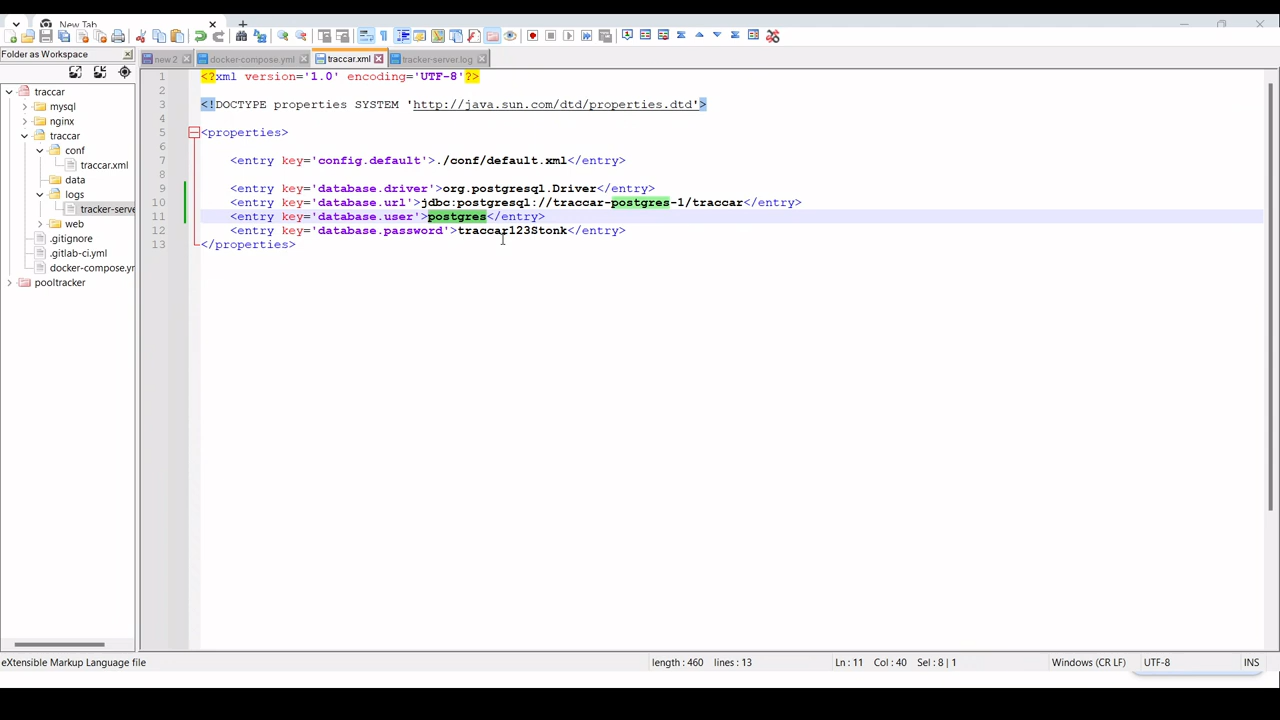 New Tab
Folder as Workspace
new 2
docker-compose.yml
traccar.xml
tracker-server.log
traccar
mysql
nginx
traccar
conf
traccar.xml
data
logs
tracker-serve
web
.gitignore
.gitlab-ci.yml
docker-compose.yr
pooltracker
1 <?xml version='1.0' encoding='UTF-8'?>
2
3 <!DOCTYPE properties SYSTEM 'http://java.sun.com/dtd/properties.dtd'>
4
5 <properties>
6
7 <entry key='config.default'>./conf/default.xml</entry>
8
9 <entry key='database.driver'>org.postgresql.Driver</entry>
10 <entry key='database.url'>jdbc:postgresql://traccar-postgres-1/traccar</entry>
11 <entry key='database.user'>postgres</entry>
12 <entry key='database.password'>traccar123Stonk</entry>
13 </properties>
eXtensible Markup Language file
length : 460 lines : 13
Ln : 11 Col : 40 Sel : 8 | 1
Windows (CR LF)
UTF-8
INS